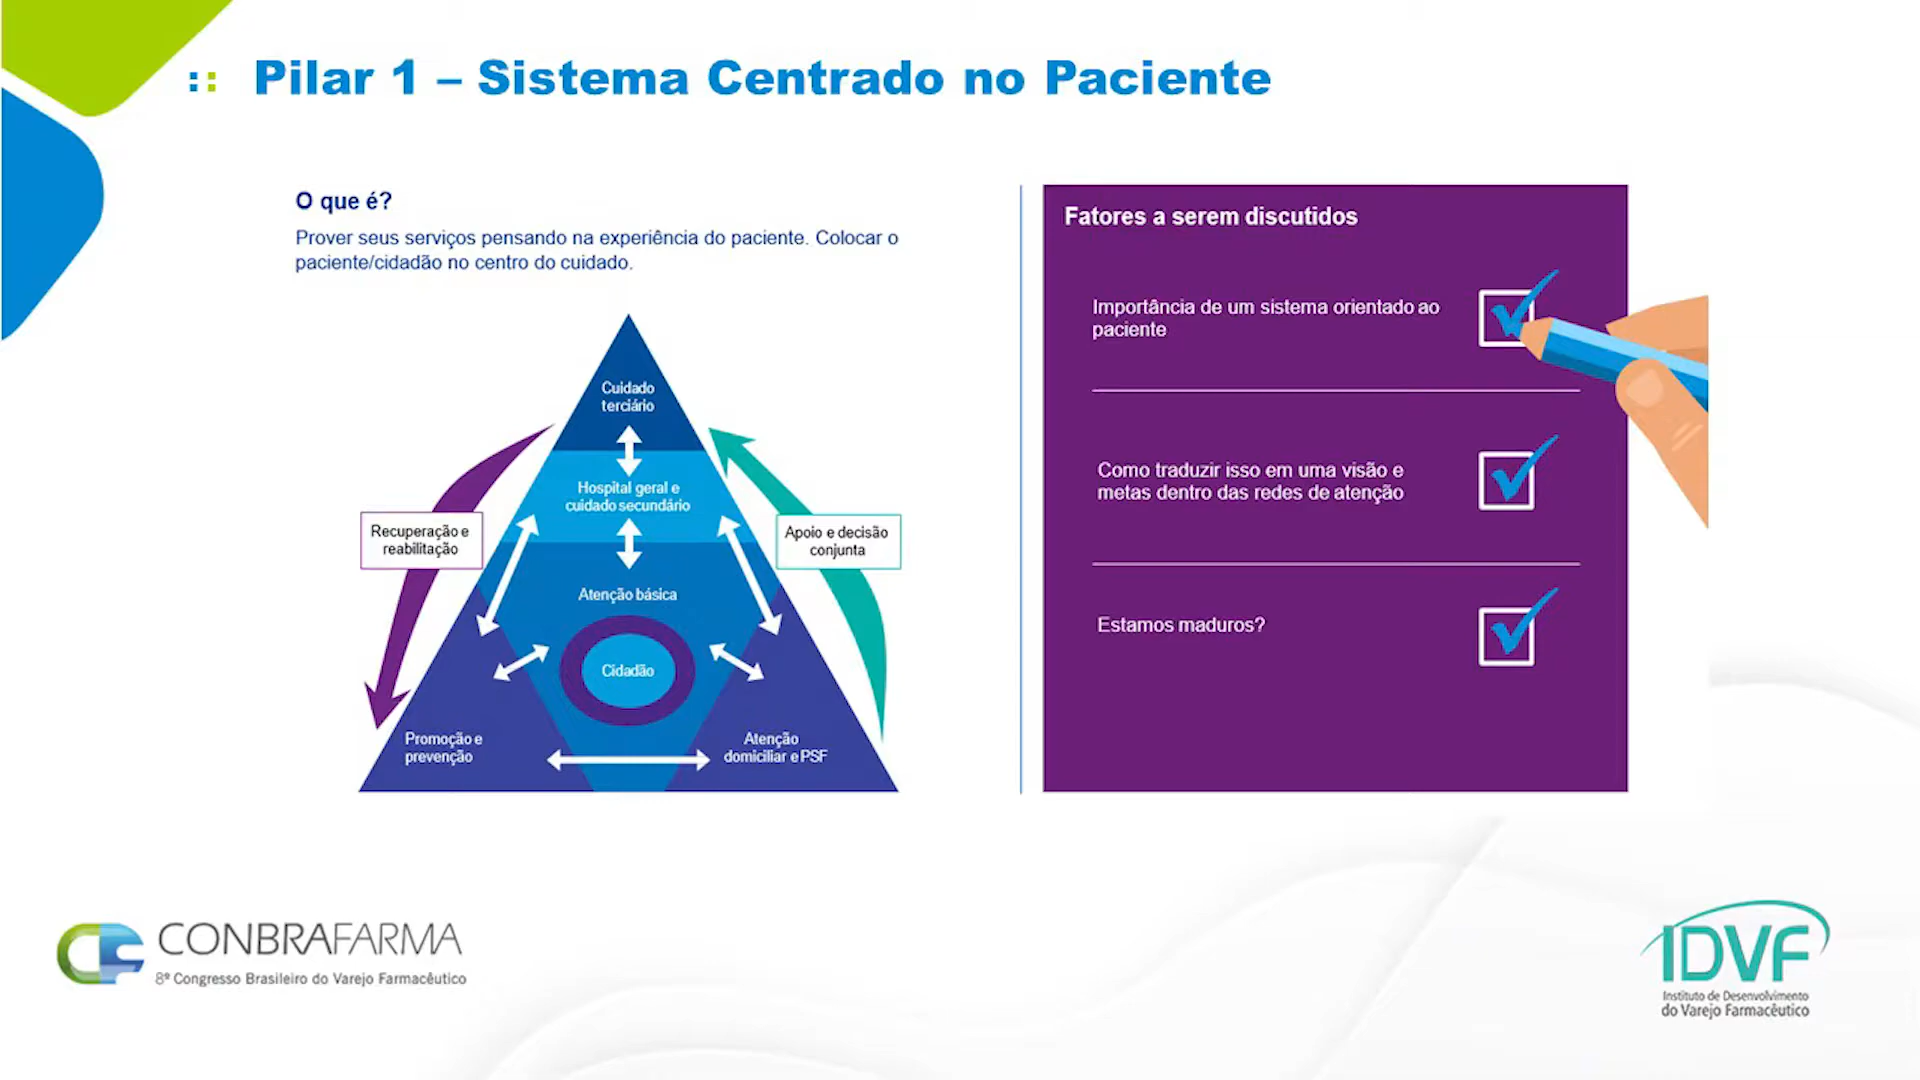 Pilar 1 – Sistema Centrado no Paciente
O que é?
Prover seus serviços pensando na experiência do paciente. Colocar o
paciente/cidadão no centro do cuidado.
Cuidado
terciário
Hospital geral e
cuidado secundário
Recuperação e
reabilitação
Apoio e decisão
conjunta
Atenção básica
Cidadão
Promoção e
prevenção
Atenção
domiciliar e PSF
Fatores a serem discutidos
Importância de um sistema orientado ao
paciente
Como traduzir isso em uma visão e
metas dentro das redes de atenção
Estamos maduros?
CONBRAFARMA
8º Congresso Brasileiro do Varejo Farmacêutico
IDVF
Instituto de Desenvolvimento
do Varejo Farmacêutico